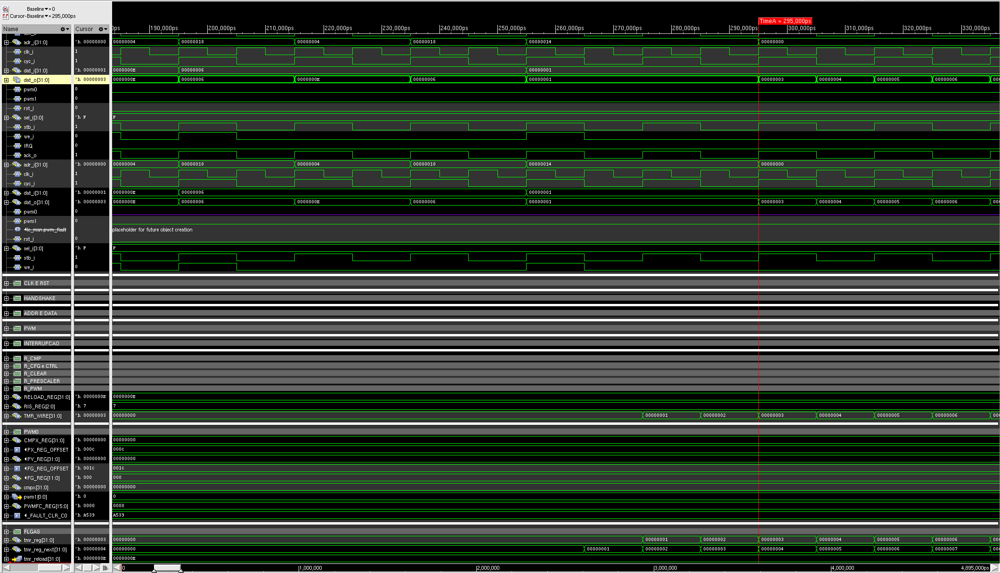 Baseline▼= 0
Cursor-Baseline▼= 295,000ps
TimeA = 295,000ps
Name Cursor
0ps 190,000ps 200,000ps 210,000ps 220,000ps 230,000ps 240,000ps 250,000ps 260,000ps 270,000ps 280,000ps 290,000ps 300,000ps 310,000ps 320,000ps 330,000ps
adr_i[31:0] 'h 00000000 00000004 00000018 00000004 00000018 00000014 00000000
clk_i 1
cyc_i 1
dat_i[31:0] 'h 00000001 0000000E 00000006 00000001
dat_o[31:0] 'h 00000003 0000000E 00000006 0000000E 00000006 00000001 00000003 00000004 00000005 00000006 000
pwm0 0
pwm1 0
rst_i 0
sel_i[3:0] 'h F F
stb_i 1
we_i 0
IRQ 0
ack_o 1
adr_i[31:0] 'h 00000000 00000004 00000018 00000004 00000018 00000014 00000000
clk_i 1
cyc_i 1
dat_i[31:0] 'h 00000001 0000000E 00000006 00000001
dat_o[31:0] 'h 00000003 0000000E 00000006 0000000E 00000006 00000001 00000003 00000004 00000005 00000006 000
pwm0 0
pwm1 0
lc_man.pwm_fault placeholder for future object creation
rst_i 0
sel_i[3:0] 'h F F
stb_i 1
we_i 0
CLK E RST
HANDSHAKE
ADDR E DATA
PWM
INTERRUPCAO
R_CMP
R_CFG e CTRL
R_CLEAR
R_PRESCALER
R_PWM
RELOAD_REG[31:0] 'h 0000000E 0000000E
RIS_REG[2:0] 'h 7 7
TMR_WIRE[31:0] 'h 00000003 00000000 00000001 00000002 00000003 00000004 00000005 00000006 000
PWM0
CMPX_REG[31:0] 'h 00000000 00000000
PX_REG_OFFSET 'h 000c 000c
PY_REG[31:0] 'h 00000000 00000000
FG_REG_OFFSET 'h 001c 001c
FG_REG[11:0] 'h 000 000
cmpx[31:0] 'h 00000000 00000000
pwm1[0:0] 'h 0 0
PWMFC_REG[15:0] 'h 0000 0000
_FAULT_CLR_CO 'h A539 A539
FLGAS
tmr_reg[31:0] 'h 00000003 00000000 00000001 00000002 00000003 00000004 00000005 00000006 000
tmr_reg_next[31:0] 'h 00000004 00000000 00000001 00000002 00000003 00000004 00000005 00000006 00000007 000
tmr_reload[31:0] 'h 0000000E 0000000E
0 1,000,000 2,000,000 3,000,000 4,000,000 4,895,000ps